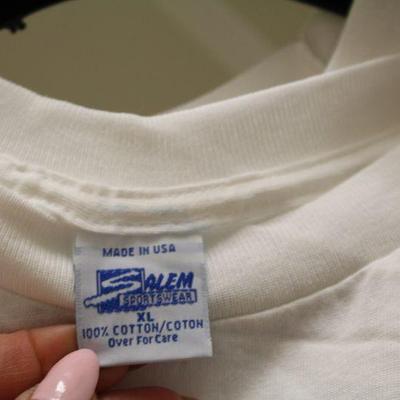 MADE IN USA
SALEM
SPORTSWEAR
XL
100% COTTON/COTON
Over For Care